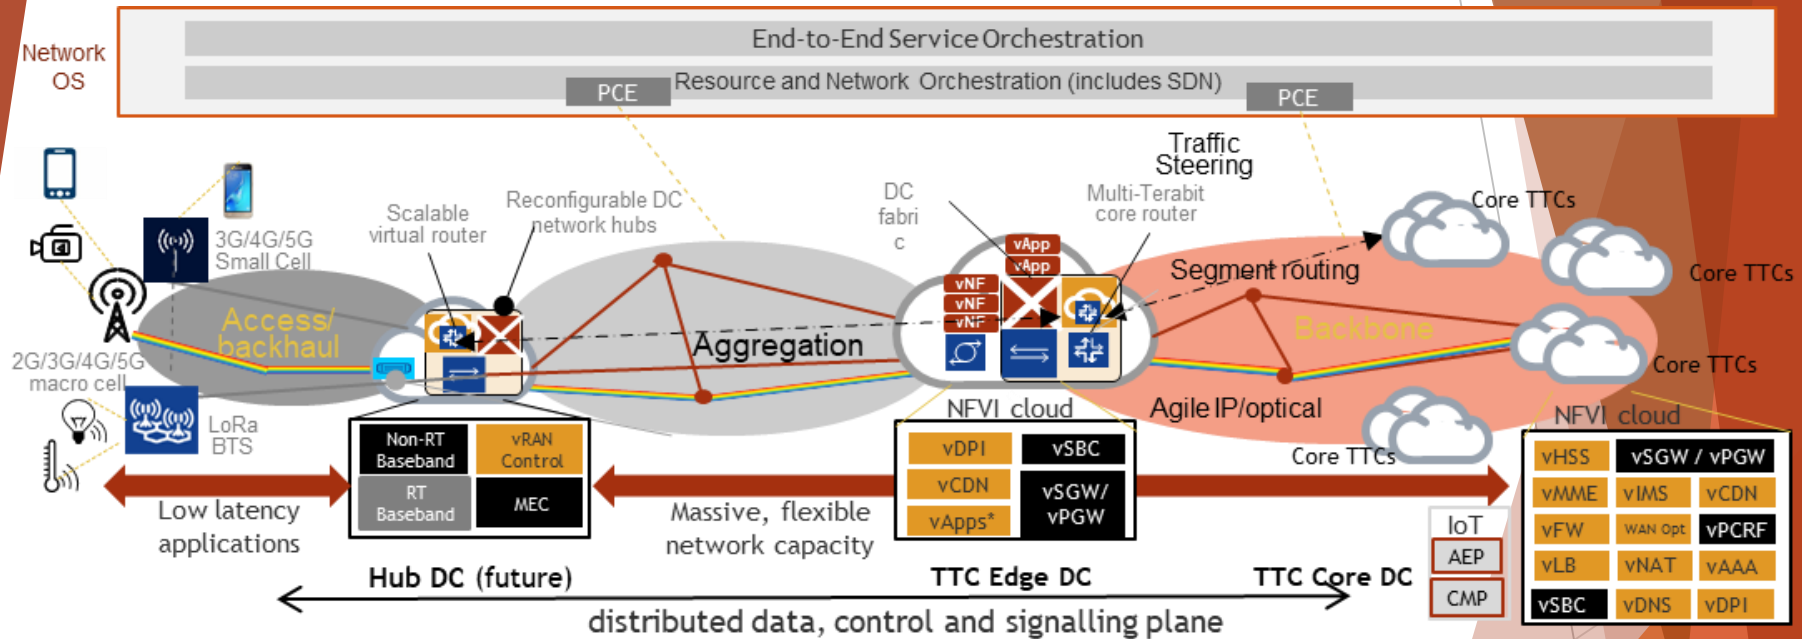 End-to-End Service Orchestration
Network
OS
Resource and Network Orchestration (includes SDN)
PCE
PCE
Traffic
Steering
Reconfigurable DC
network hubs
Scalable
virtual router
DC
fabri
c
Multi-Terabit
core router
Core TTCs
3G/4G/5G
Small Cell
vApp
vApp
Segment routing
Core TTCs
vNF
vNF
vNF
Access/
backhaul
Aggregation
Backbone
2G/3G/4G/5G
macro cell
Core TTCs
NFVI cloud
Agile IP/optical
NFVI cloud
LoRa
BTS
Core TTCs
Non-RT
Baseband
vRAN
Control
RT
Baseband
MEC
vDPI
vSBC
vCDN
vSGW/
vPGW
vApps*
vHSS
vSGW / vPGW
vMME
vIMS
vCDN
vFW
WAN Opt
vPCRF
vLB
vNAT
vAAA
vSBC
vDNS
vDPI
Low latency
applications
Massive, flexible
network capacity
IoT
AEP
CMP
Hub DC (future)
TTC Edge DC
TTC Core DC
distributed data, control and signalling plane